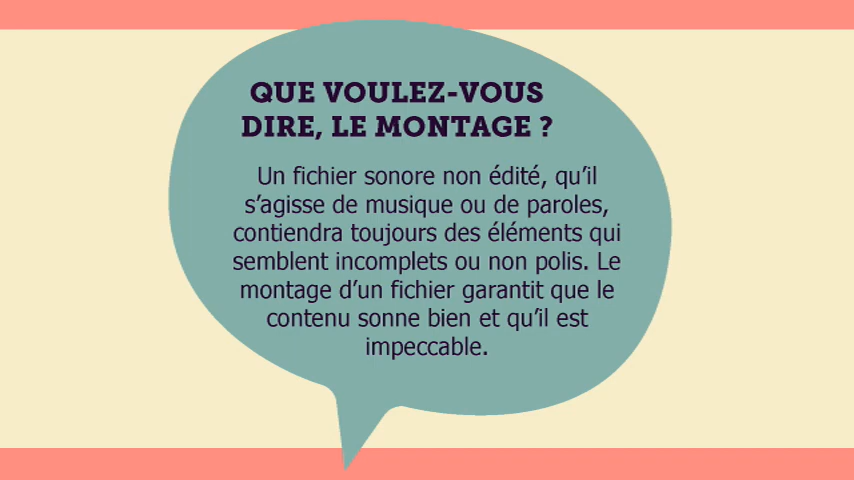 QUE VOULEZ-VOUS
DIRE, LE MONTAGE ?
Un fichier sonore non édité, qu’il
s’agisse de musique ou de paroles,
contiendra toujours des éléments qui
semblent incomplets ou non polis. Le
montage d’un fichier garantit que le
contenu sonne bien et qu’il est
impeccable.